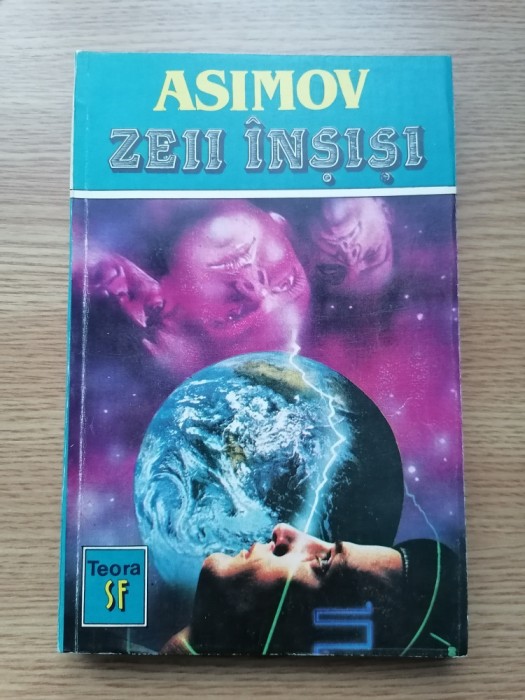 ASIMOV
ZEII ÎNȘIȘI
Teora
SF